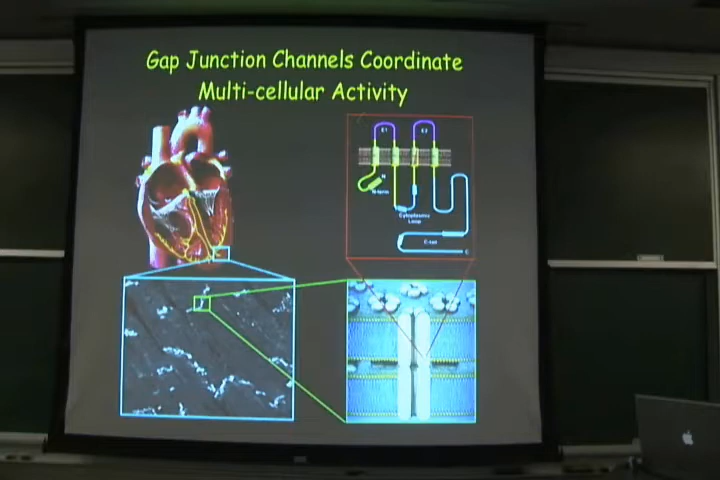 Gap Junction Channels Coordinate
Multi-cellular Activity
E1
E2
N
N-term
Cytoplasmic
Loop
C-tail
C